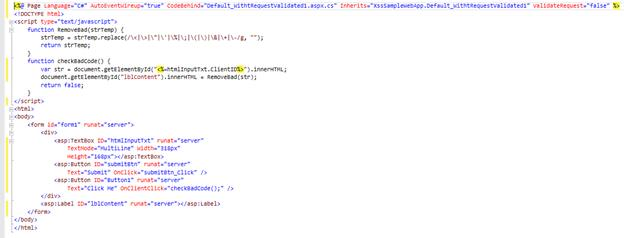 <%@ Page Language="C#" AutoEventWireup="true" CodeBehind="Default_WithtRequestValidated1.aspx.cs" Inherits="XssSampleWebApp.Default_WithtRequestValidated1" validateRequest="false" %>
<!DOCTYPE html>
<script type="text/javascript">
function RemoveBad(strTemp) {
strTemp = strTemp.replace(/\<|\>|\"|\'|\%|\;|\(|\)|\&|\+|\-/g, "");
return strTemp;
}
function checkBadCode() {
var str = document.getElementById("<%=htmlInputTxt.ClientID%>").innerHTML;
document.getElementById("lblContent").innerHTML = RemoveBad(str);
return false;
}
</script>
<html>
<body>
<form id="form1" runat="server">
<div>
<asp:TextBox ID="htmlInputTxt" runat="server"
TextMode="MultiLine" Width="318px"
Height="168px"></asp:TextBox>
<asp:Button ID="submitBtn" runat="server"
Text="Submit" OnClick="submitBtn_Click" />
<asp:Button ID="Button1" runat="server"
Text="Click Me" OnClientClick="checkBadCode();" />
</div>
<asp:Label ID="lblContent" runat="server"></asp:Label>
</form>
</body>
</html>